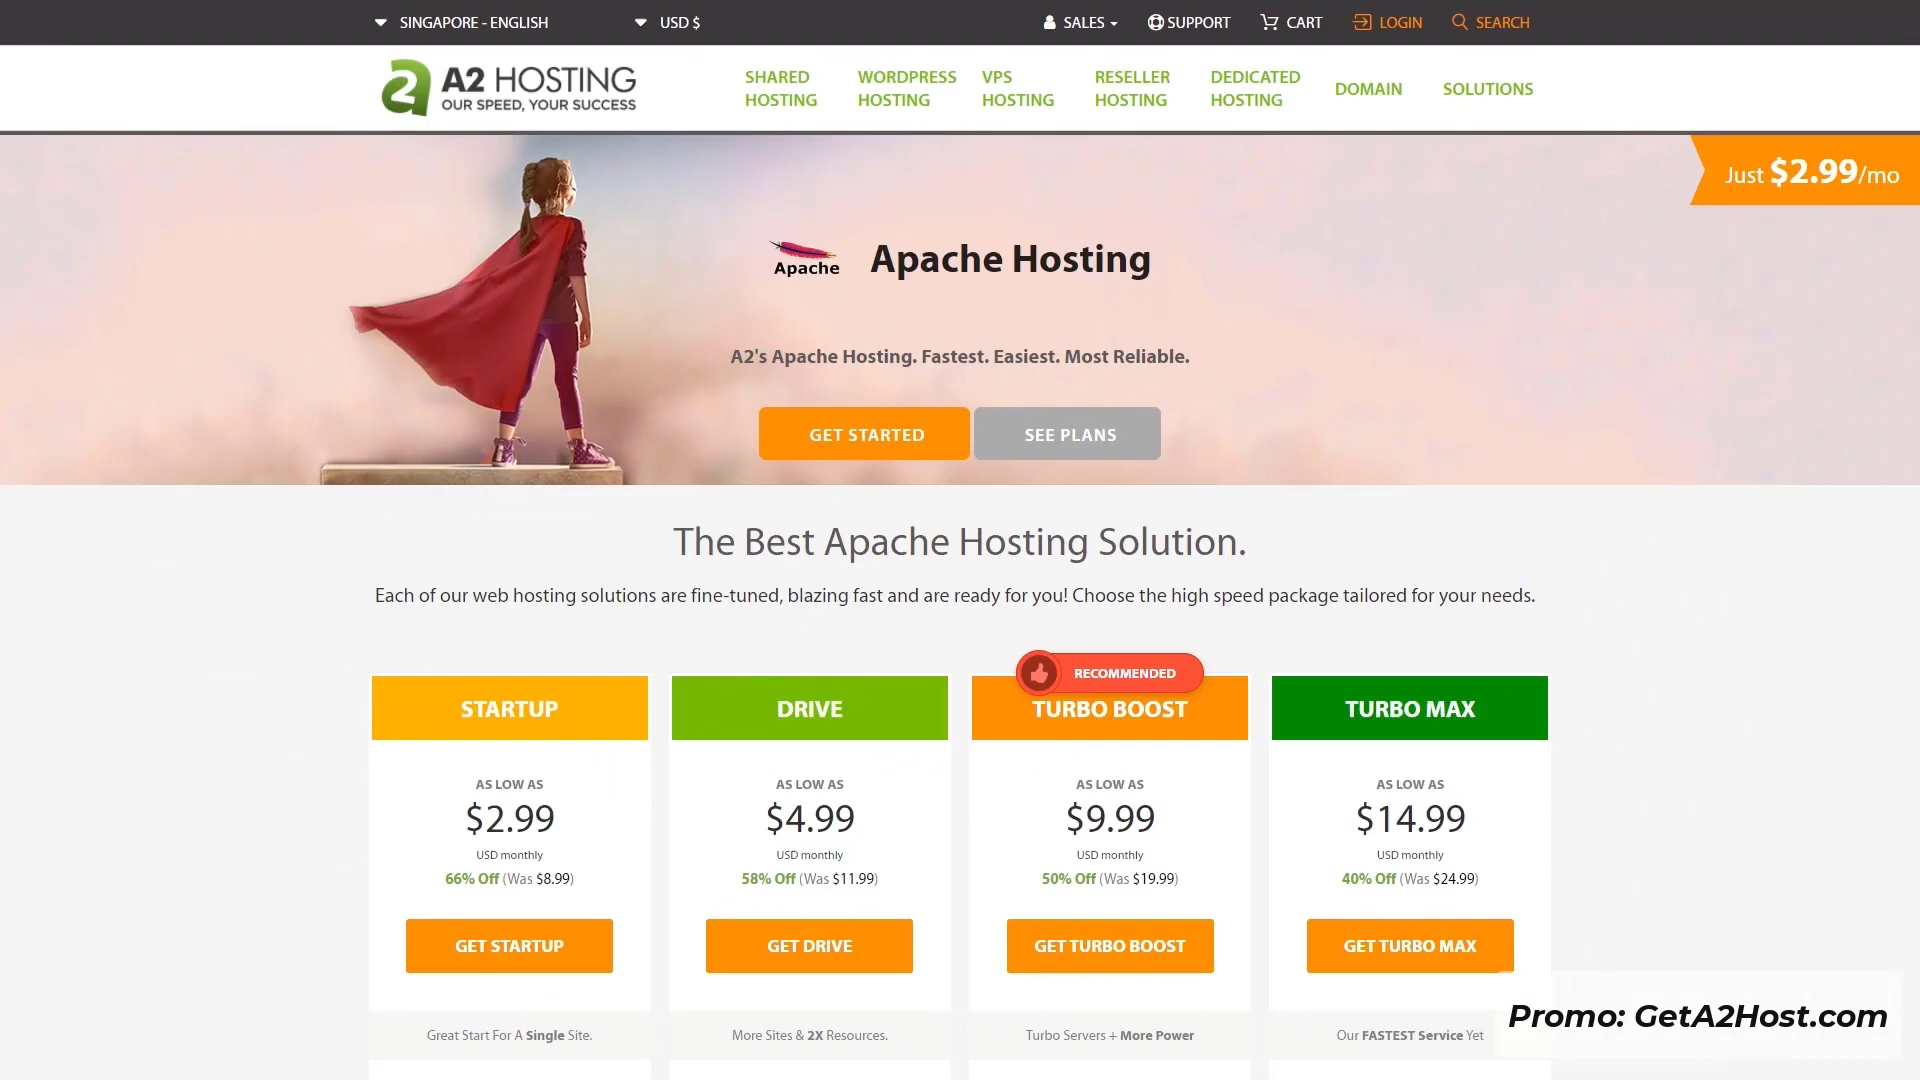 SINGAPORE - ENGLISH
USD $
SALES
SUPPORT
CART
LOGIN
SEARCH
A2 HOSTING
OUR SPEED, YOUR SUCCESS
SHARED
HOSTING
WORDPRESS
HOSTING
VPS
HOSTING
RESELLER
HOSTING
DEDICATED
HOSTING
DOMAIN
SOLUTIONS
Just $2.99/mo
Apache
Apache Hosting
A2's Apache Hosting. Fastest. Easiest. Most Reliable.
GET STARTED
SEE PLANS
The Best Apache Hosting Solution.
Each of our web hosting solutions are fine-tuned, blazing fast and are ready for you! Choose the high speed package tailored for your needs.
STARTUP
AS LOW AS
$2.99
USD monthly
66% Off (Was $8.99)
GET STARTUP
Great Start For A Single Site.
DRIVE
AS LOW AS
$4.99
USD monthly
58% Off (Was $11.99)
GET DRIVE
More Sites & 2X Resources.
RECOMMENDED
TURBO BOOST
AS LOW AS
$9.99
USD monthly
50% Off (Was $19.99)
GET TURBO BOOST
Turbo Servers + More Power
TURBO MAX
AS LOW AS
$14.99
USD monthly
40% Off (Was $24.99)
GET TURBO MAX
Our FASTEST Service Yet
Promo: GetA2Host.com